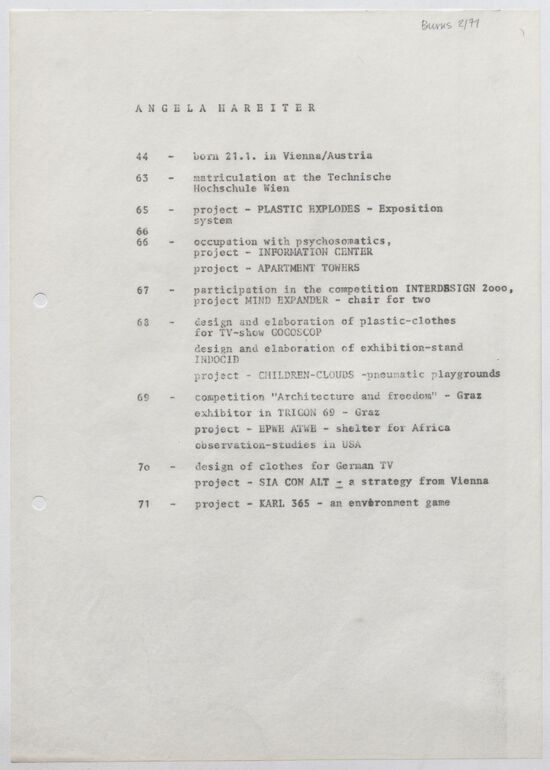 Burns 2/71
ANGELA HAREITER
44 - born 21.1. in Vienna/Austria
63 - matriculation at the Technische
Hochschule Wien
65 - project - PLASTIC EXPLODES - Exposition
system
66
66 - occupation with psychosomatics,
project - INFORMATION CENTER
project - APARTMENT TOWERS
67 - participation in the competition INTERDESIGN 2ooo,
project MIND EXPANDER - chair for two
68 - design and elaboration of plastic-clothes
for TV-show GOGOSCOP
design and elaboration of exhibition-stand
INDOCID
project - CHILDREN-CLOUDS -pneumatic playgrounds
69 - competition "Architecture and freedom" - Graz
exhibitor in TRIGON 69 - Graz
project - EPWE ATWE - shelter for Africa
observation-studies in USA
7o - design of clothes for German TV
project - SIA CON ALT - a strategy from Vienna
71 - project - KARL 365 - an environment game